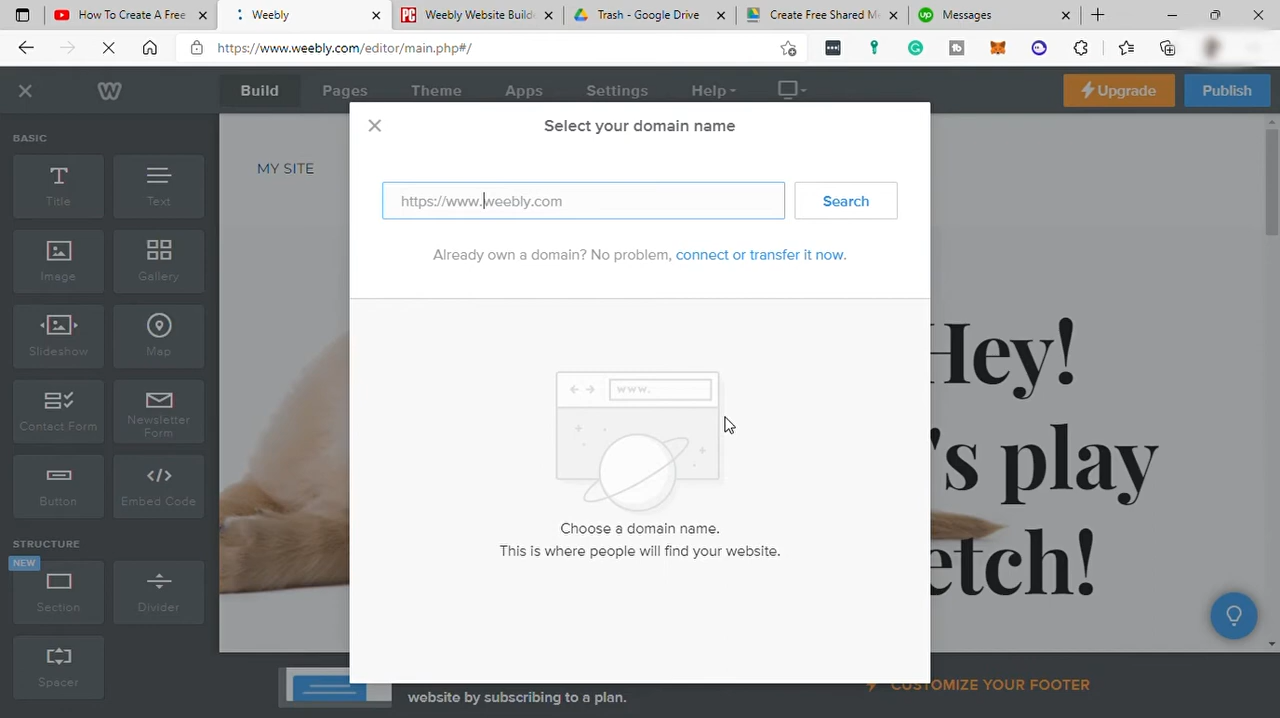 How To Create A Free
Weebly
Weebly Website Build
Trash - Google Drive
Create Free Shared M
Messages
https://www.weebly.com/editor/main.php#/
Build
Pages
Theme
Apps
Settings
Help
Upgrade
Publish
BASIC
Title
Text
Image
Gallery
Slideshow
Map
Contact Form
Newsletter
Form
Button
Embed Code
STRUCTURE
NEW
Section
Divider
Spacer
MY SITE
Select your domain name
https://www.weebly.com
Search
Already own a domain? No problem, connect or transfer it now.
www.
Choose a domain name.
This is where people will find your website.
Hey!
's play
etch!
website by subscribing to a plan.
CUSTOMIZE YOUR FOOTER